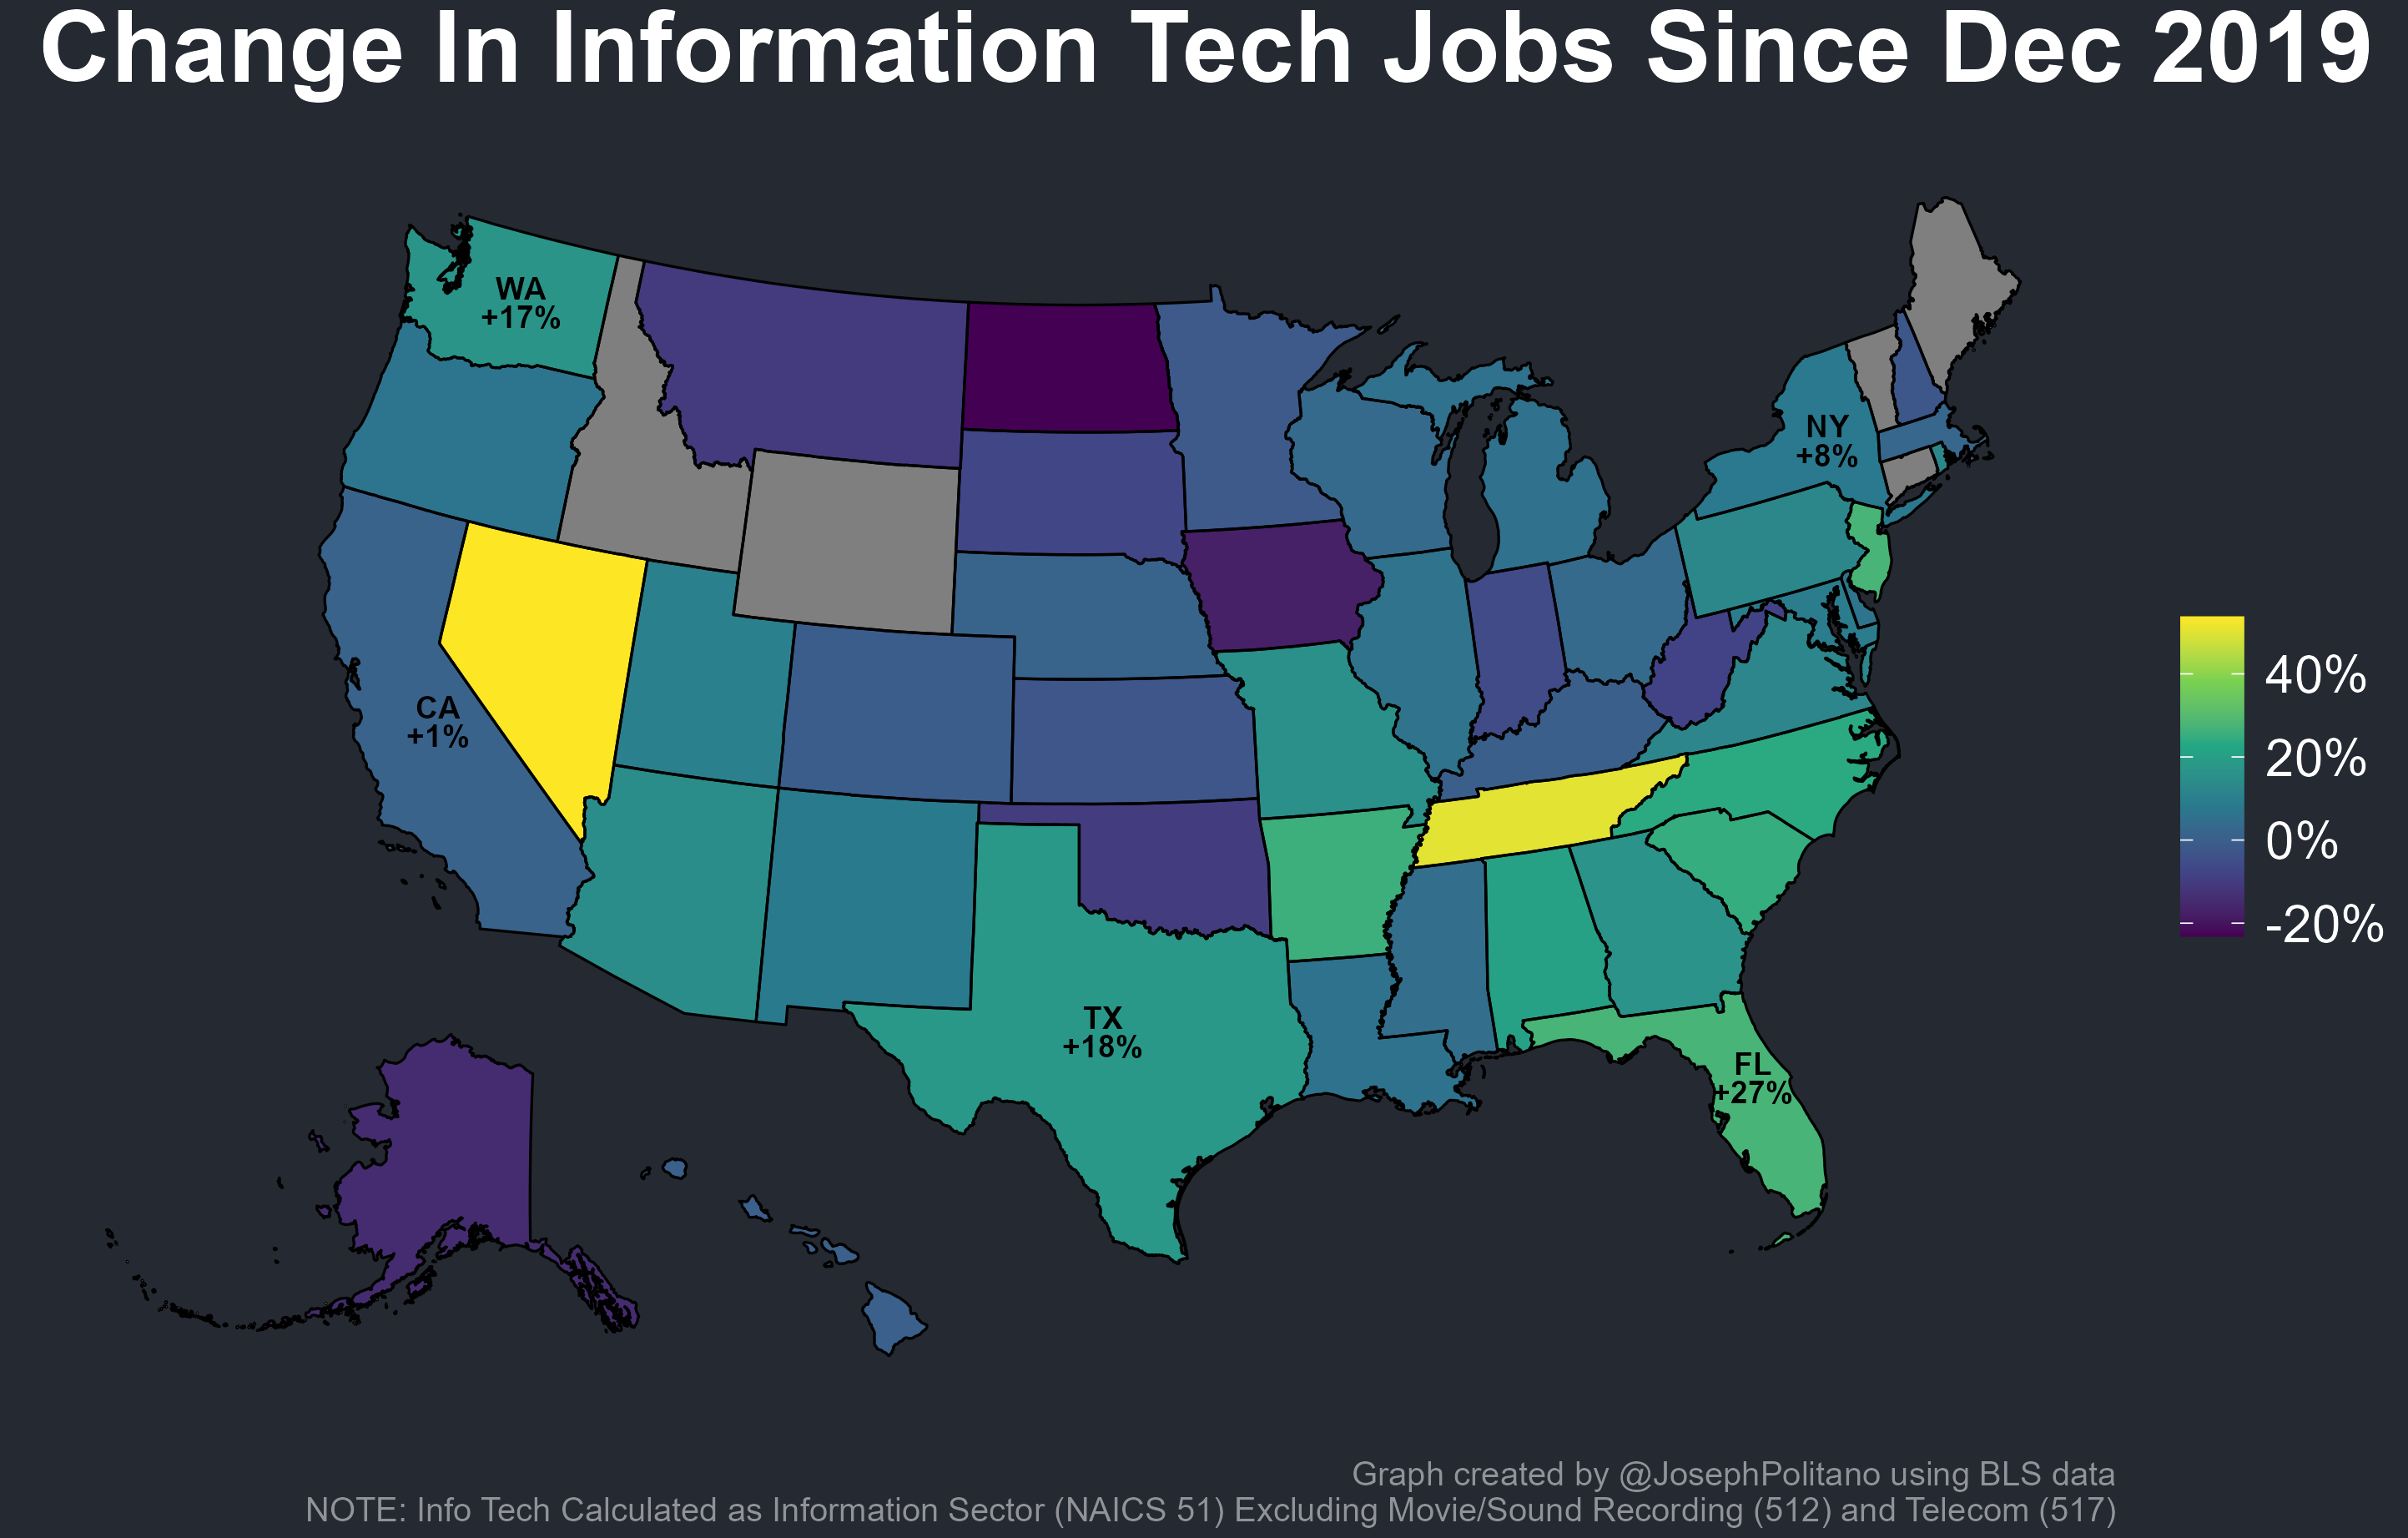 Change In Information Tech Jobs Since Dec 2019
WA
+17%
NY
+8%
CA
+1%
40%
20%
0%
-20%
TX
+18%
FL
+27%
Graph created by @JosephPolitano using BLS data
NOTE: Info Tech Calculated as Information Sector (NAICS 51) Excluding Movie/Sound Recording (512) and Telecom (517)